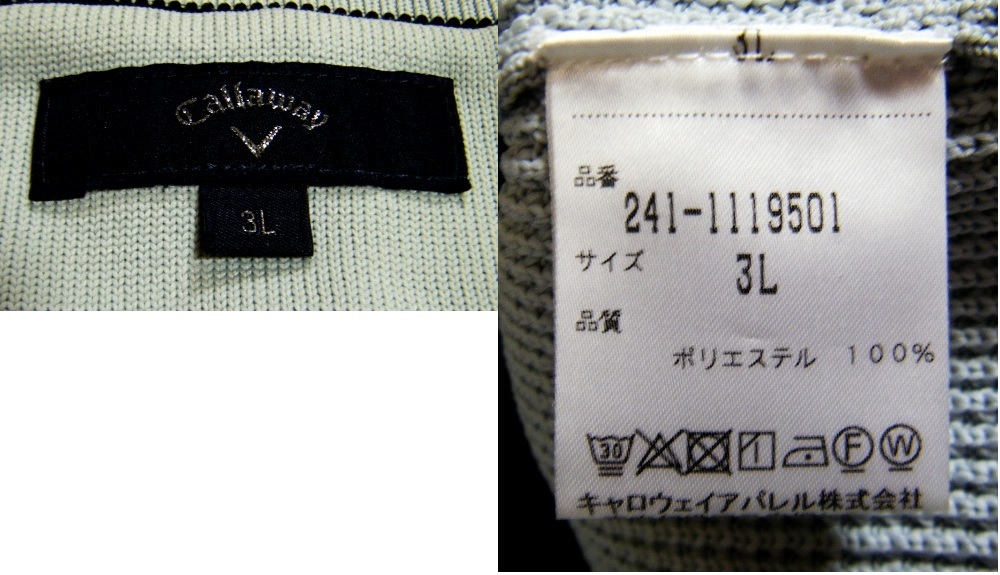 Callaway
3L
3L
品番
241-1119501
サイズ
3L
品質
ポリエステル 100%
30 F W
キャロウェイアパレル株式会社